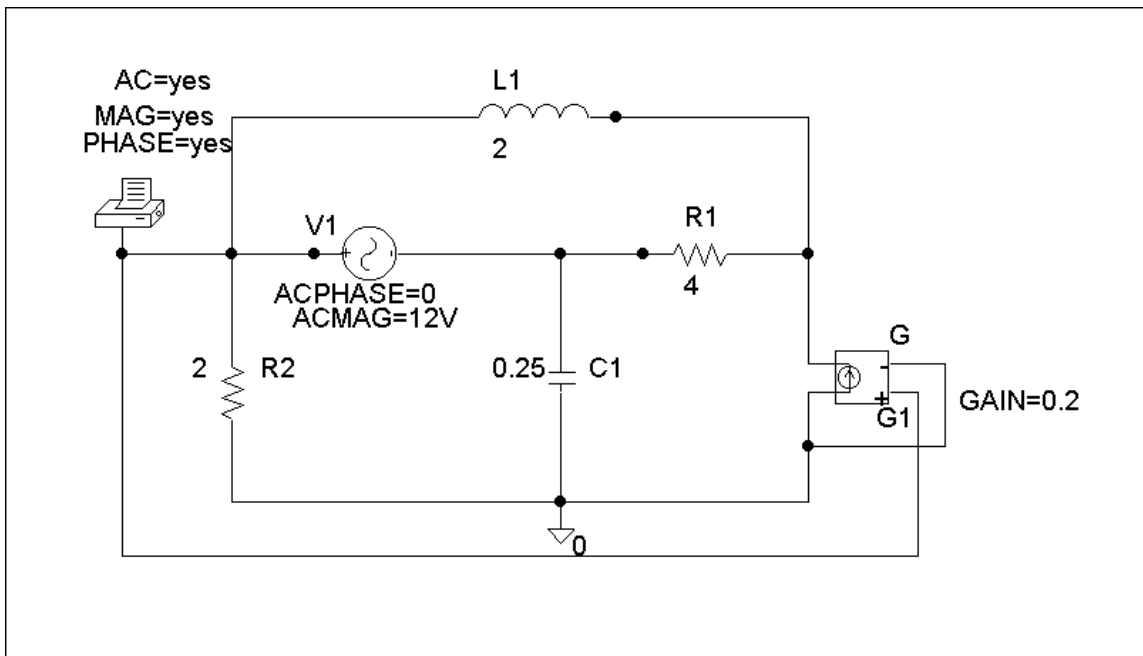 AC=yes
L1
MAG=yes
PHASE=yes
2
V1
R1
+
-
4
ACPHASE=0
ACMAG=12V
G
2
R2
0.25
C1
-
+
GAIN=0.2
G1
0